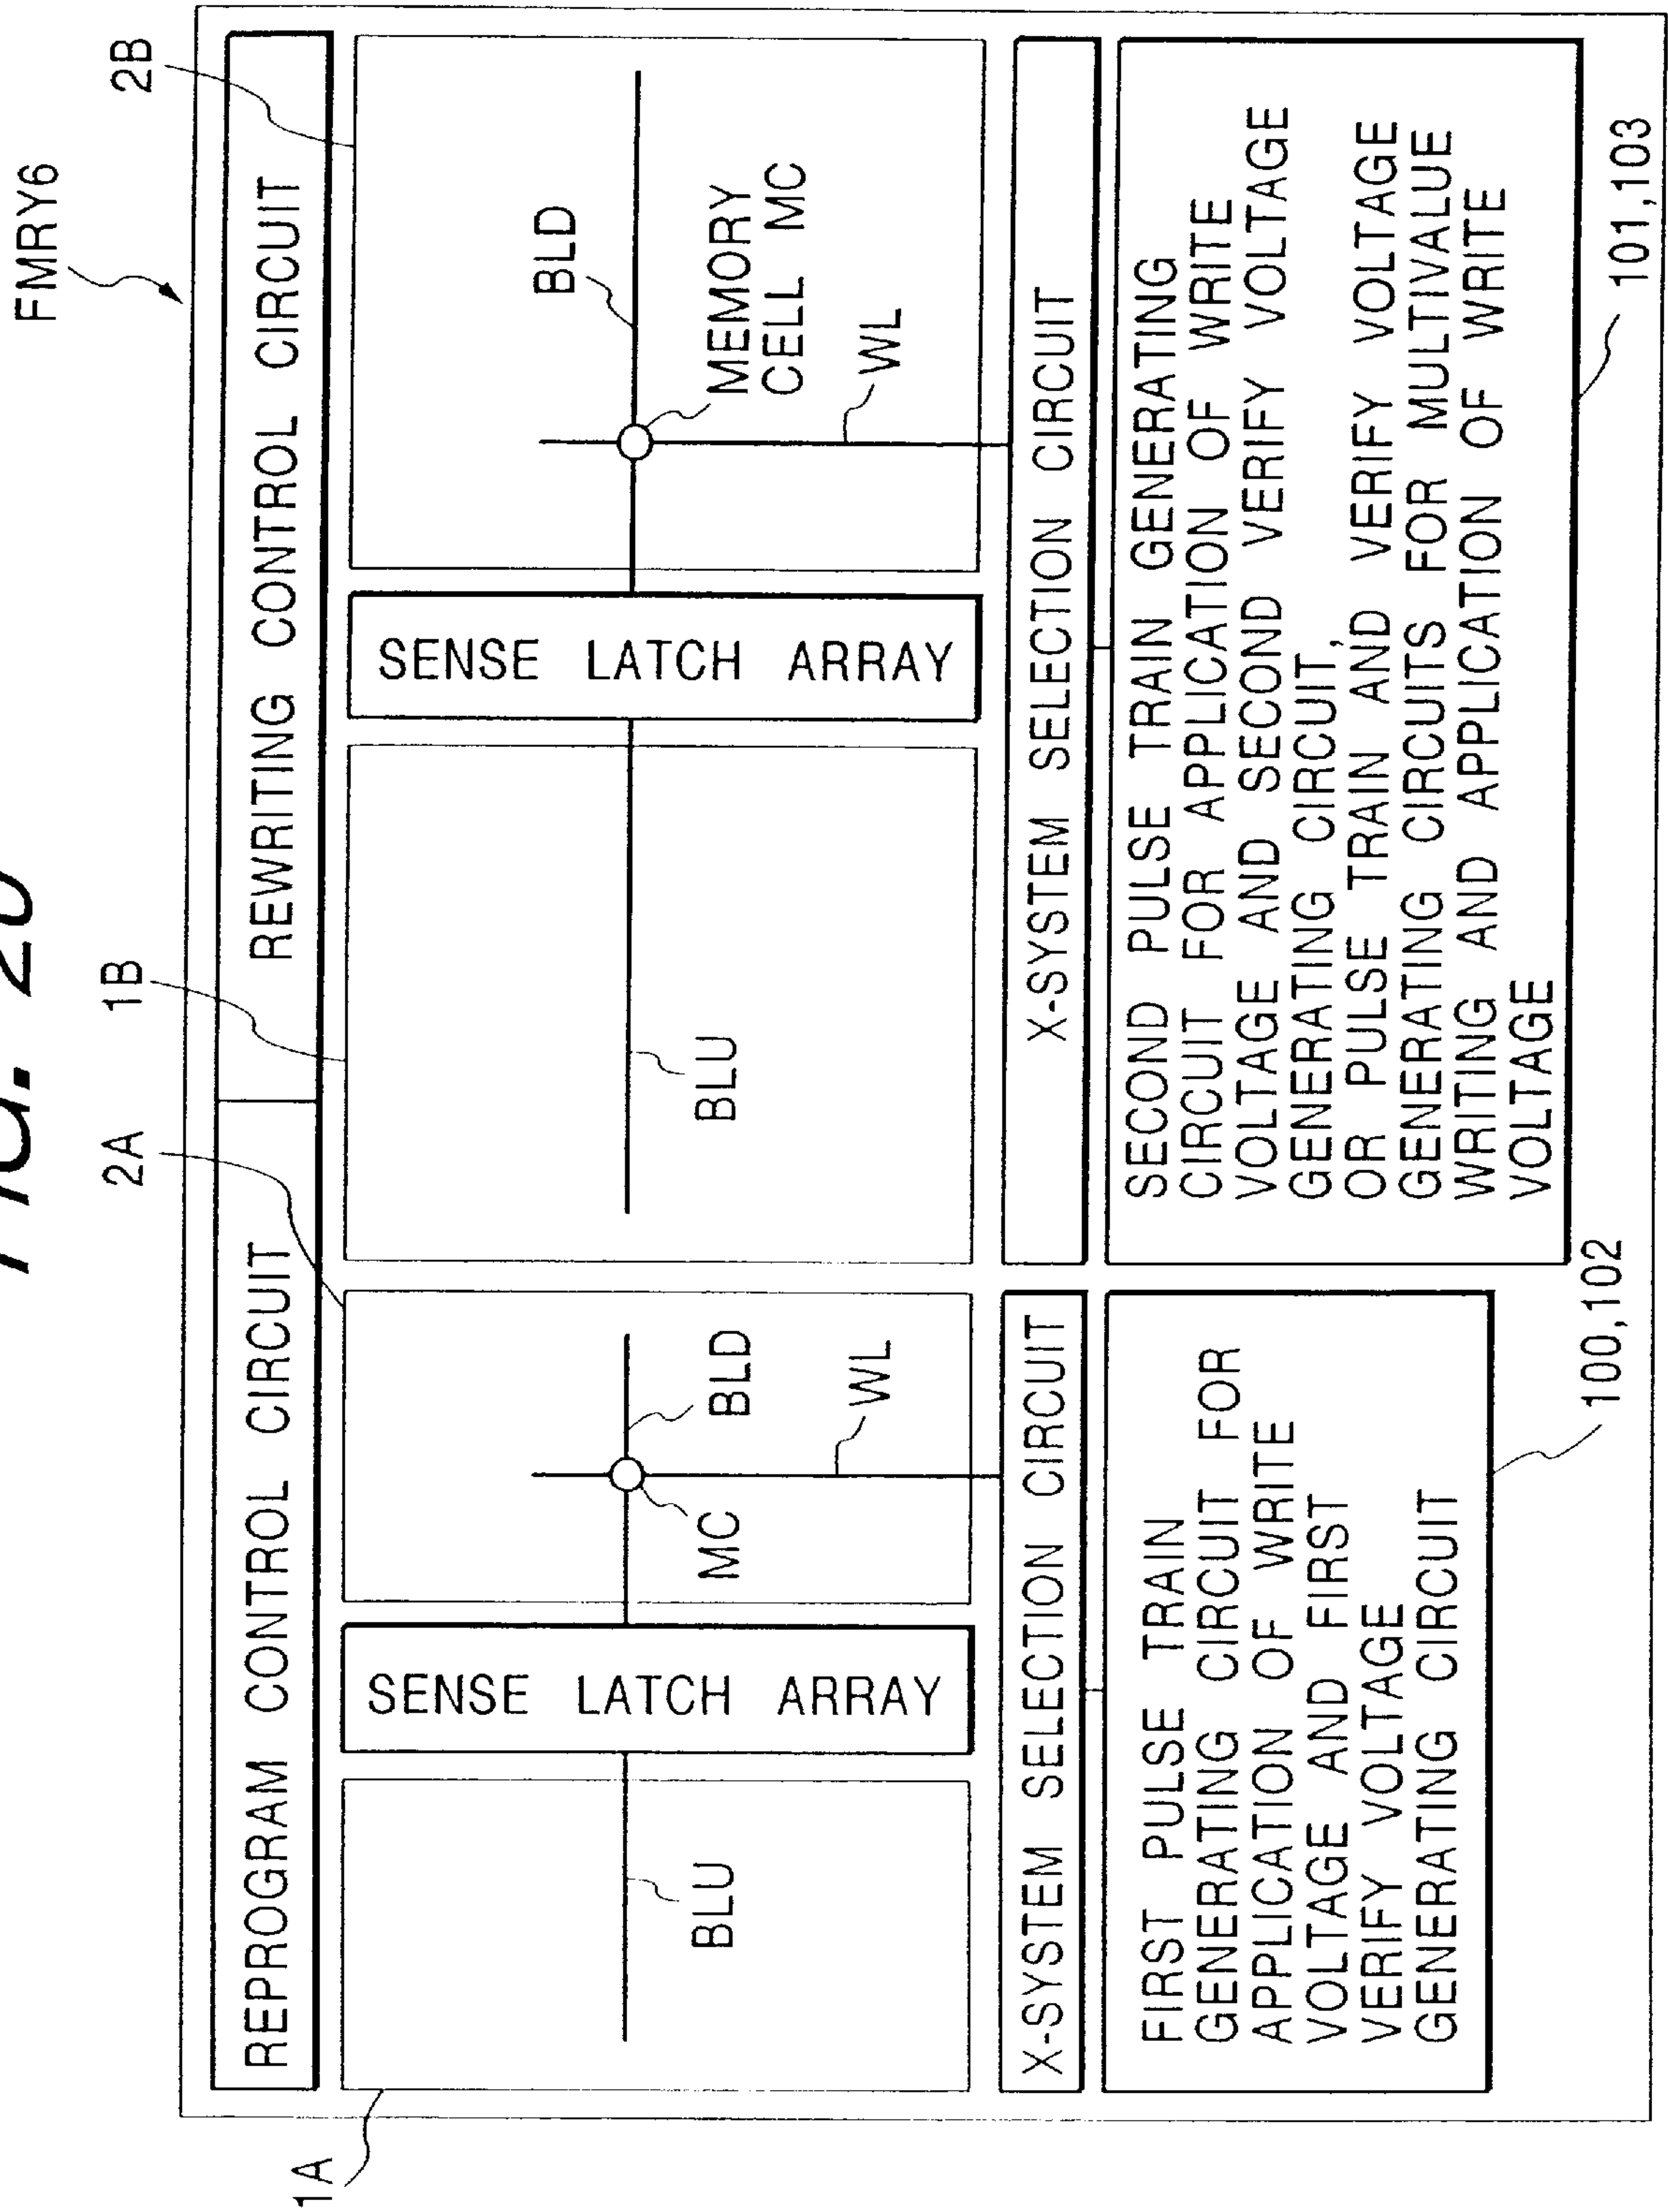 FIG. 20
FMRY6
2A
1B
2B
REPROGRAM CONTROL CIRCUIT
REWRITING CONTROL CIRCUIT
1A
BLU
SENSE LATCH ARRAY
MC
BLD
WL
BLU
SENSE LATCH ARRAY
BLD
MEMORY
CELL MC
WL
X-SYSTEM SELECTION CIRCUIT
X-SYSTEM SELECTION CIRCUIT
FIRST PULSE TRAIN
GENERATING CIRCUIT FOR
APPLICATION OF WRITE
VOLTAGE AND FIRST
VERIFY VOLTAGE
GENERATING CIRCUIT
100,102
SECOND PULSE TRAIN GENERATING
CIRCUIT FOR APPLICATION OF WRITE
VOLTAGE AND SECOND VERIFY VOLTAGE
GENERATING CIRCUIT,
OR PULSE TRAIN AND VERIFY VOLTAGE
GENERATING CIRCUITS FOR MULTIVALUE
WRITING AND APPLICATION OF WRITE
VOLTAGE
101,103